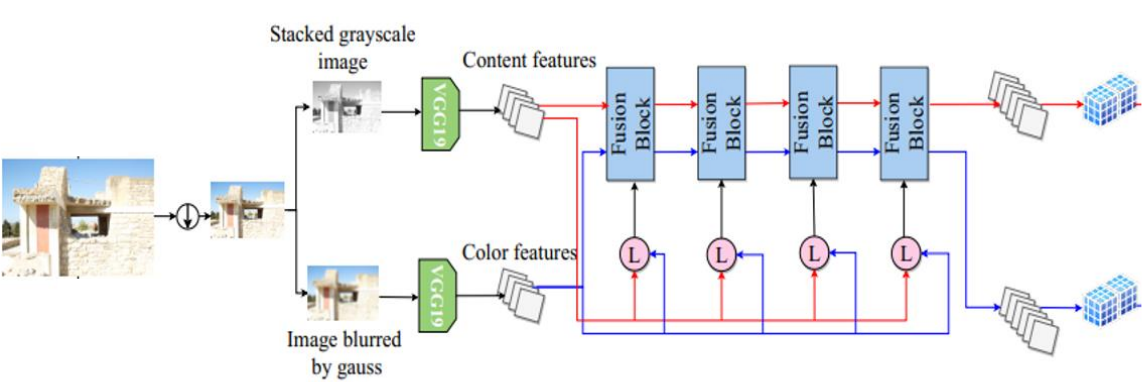 Stacked grayscale
image
Content features
VGG19
Fusion
Block
Fusion
Block
Fusion
Block
Fusion
Block
L
L
L
L
Color features
VGG19
Image blurred
by gauss